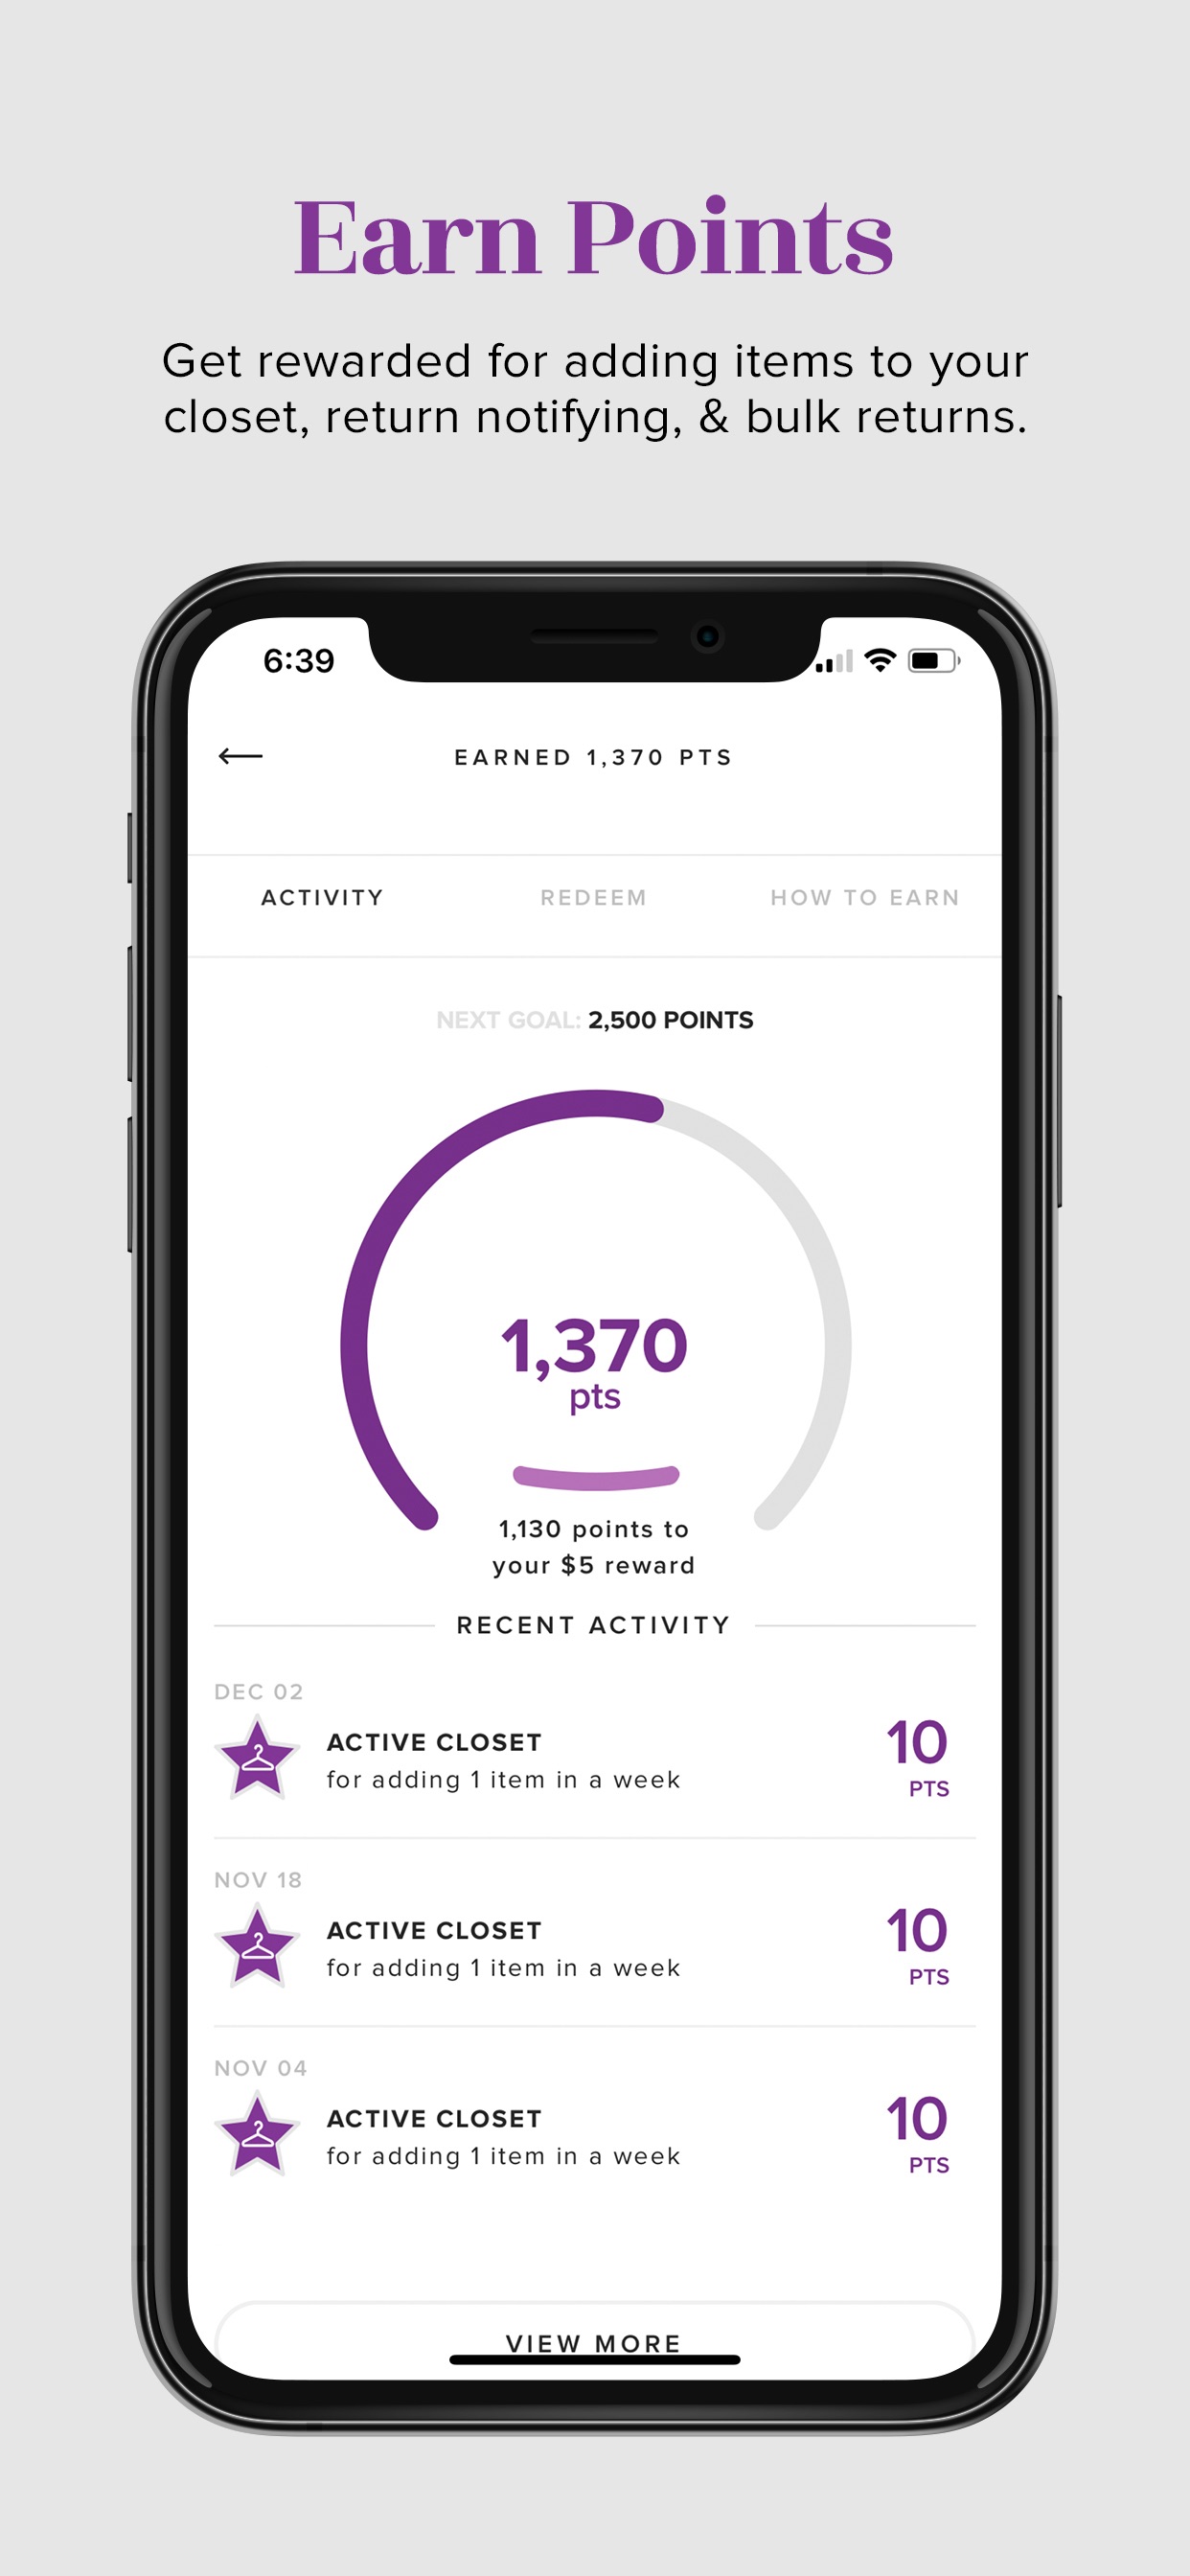 Earn Points
Get rewarded for adding items to your
closet, return notifying, & bulk returns.
6:39
EARNED 1,370 PTS
ACTIVITY REDEEM HOW TO EARN
NEXT GOAL: 2,500 POINTS
1,370
pts
1,130 points to
your $5 reward
RECENT ACTIVITY
DEC 02
ACTIVE CLOSET
for adding 1 item in a week
10
PTS
NOV 18
ACTIVE CLOSET
for adding 1 item in a week
10
PTS
NOV 04
ACTIVE CLOSET
for adding 1 item in a week
10
PTS
VIEW MORE